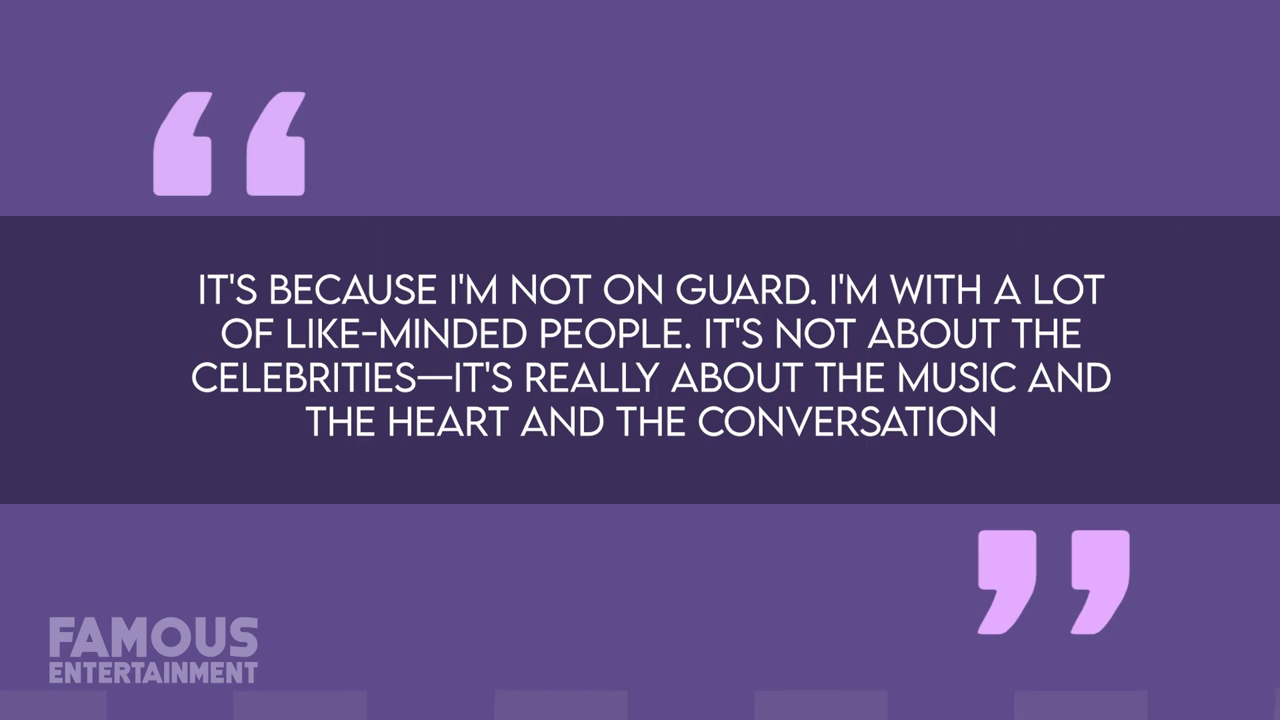 IT'S BECAUSE I'M NOT ON GUARD. I'M WITH A LOT
OF LIKE-MINDED PEOPLE. IT'S NOT ABOUT THE
CELEBRITIES—IT'S REALLY ABOUT THE MUSIC AND
THE HEART AND THE CONVERSATION
FAMOUS
ENTERTAINMENT